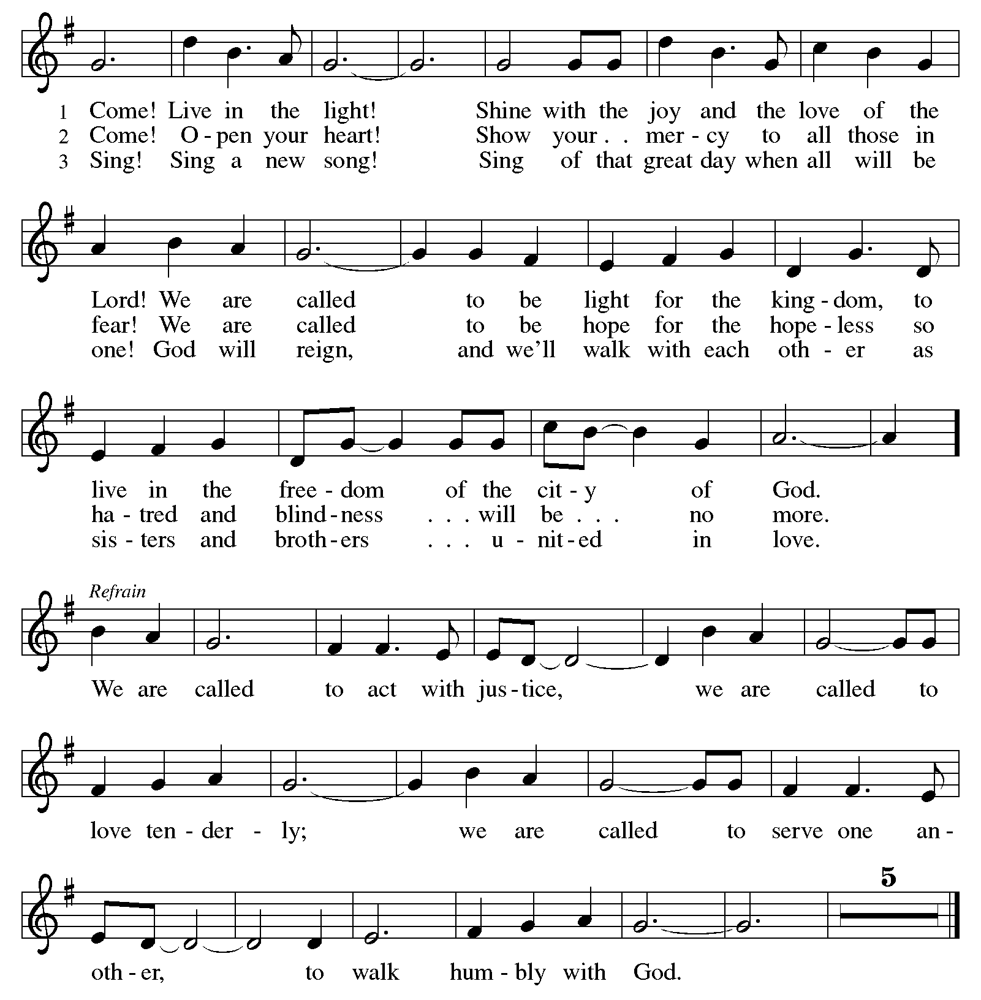 1 Come! Live in the light! Shine with the joy and the love of the
2 Come! O - pen your heart! Show your . . mer - cy to all those in
3 Sing! Sing a new song! Sing of that great day when all will be
Lord! We are called to be light for the king - dom, to
fear! We are called to be hope for the hope - less so
one! God will reign, and we'll walk with each oth - er as
live in the free - dom of the cit - y of God.
ha - tred and blind - ness . . . will be . . . no more.
sis - ters and broth - ers . . . u - nit - ed in love.
Refrain
We are called to act with jus - tice, we are called to
love ten - der - ly; we are called to serve one an -
5
oth - er, to walk hum - bly with God.